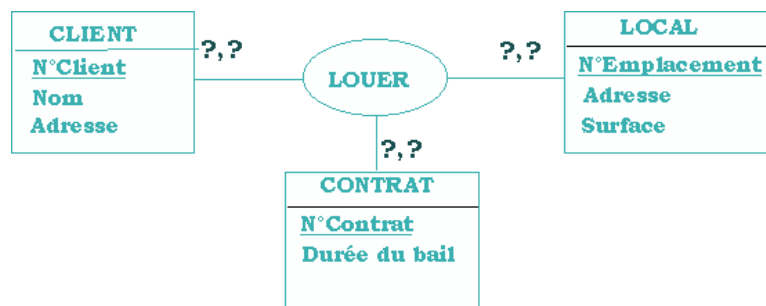 CLIENT
?,?
N°Client
Nom
Adresse
LOUER
?,?
LOCAL
N°Emplacement
Adresse
Surface
?,?
CONTRAT
N°Contrat
Durée du bail